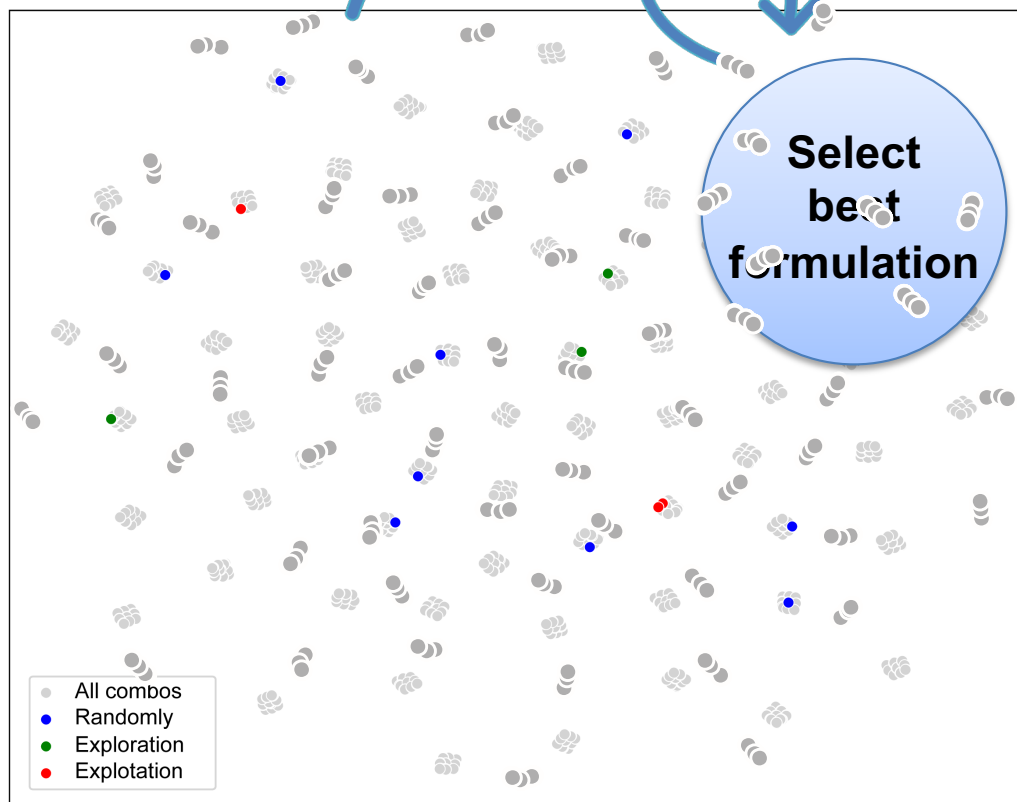 Select
best
formulation
All combos
Randomly
Exploration
Explotation